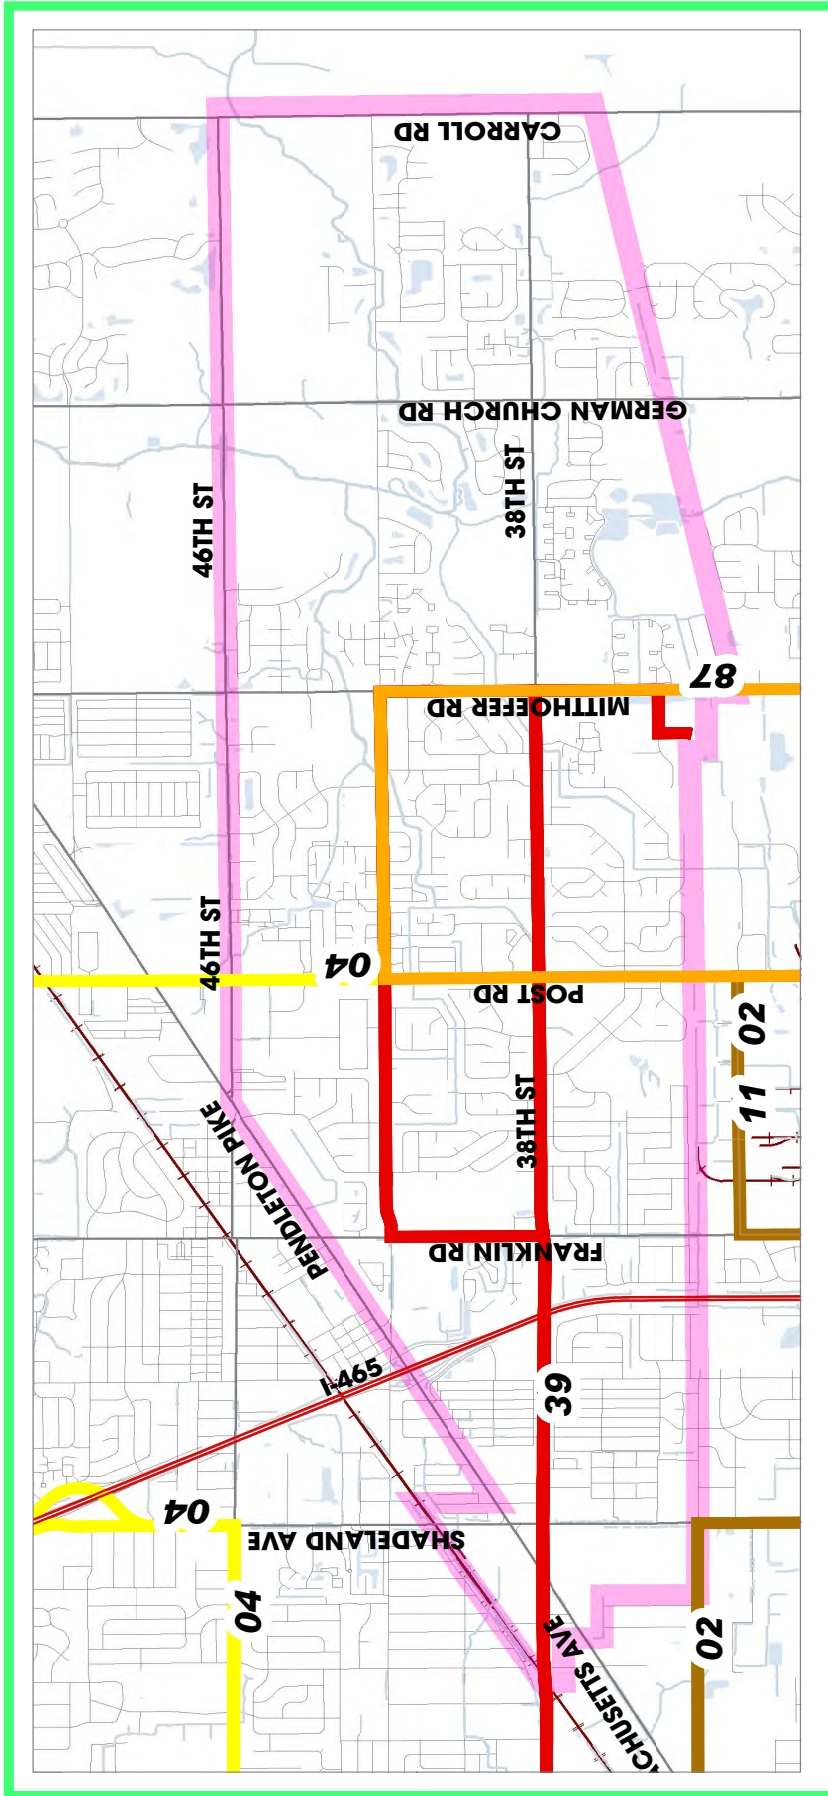 CARROLL RD
GERMAN CHURCH RD
38TH ST
46TH ST
87
MITTHOEFER RD
46TH ST
04
POST RD
02
11
38TH ST
PENDLETON PIKE
FRANKLIN RD
I-465
39
04
SHADELAND AVE
04
02
ACHUSETTS AVE